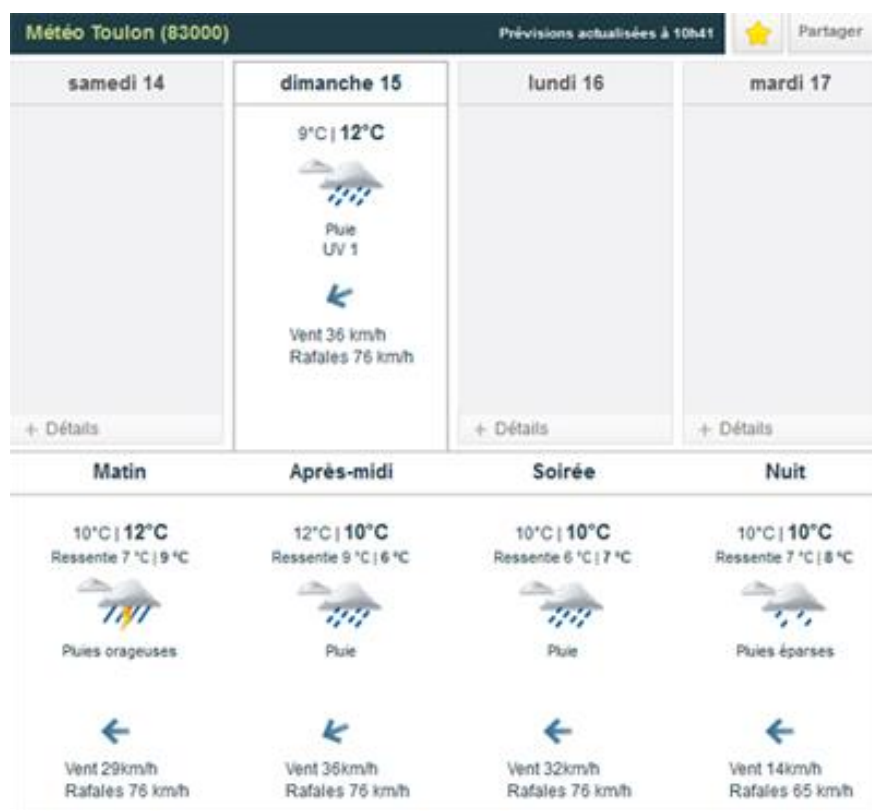 Météo Toulon (83000)
Prévisions actualisées à 10h41
Partager
samedi 14
dimanche 15
lundi 16
mardi 17
9°C | 12°C
Pluie
UV 1
Vent 36 km/h
Rafales 76 km/h
+ Détails
+ Détails
+ Détails
Matin
Après-midi
Soirée
Nuit
10°C | 12°C
Ressentie 7 °C | 9 °C
Pluies orageuses
Vent 29km/h
Rafales 76 km/h
12°C | 10°C
Ressentie 9 °C | 6 °C
Pluie
Vent 36km/h
Rafales 76 km/h
10°C | 10°C
Ressentie 6 °C | 7 °C
Pluie
Vent 32km/h
Rafales 76 km/h
10°C | 10°C
Ressentie 7 °C | 8 °C
Pluies éparses
Vent 14km/h
Rafales 65 km/h